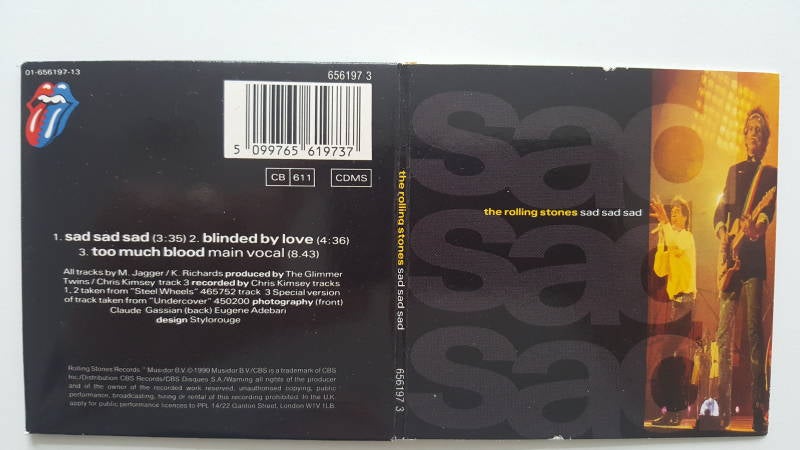 01-656197-13
656197 3
5 099765 619737
CB 611 CDMS
1. sad sad sad (3:35) 2. blinded by love (4:36)
3. too much blood main vocal (8.43)
All tracks by M. Jagger / K. Richards produced by The Glimmer
Twins / Chris Kimsey track 3 recorded by Chris Kimsey tracks
1, 2 taken from "Steel Wheels" 465752 track 3 Special version
of track taken from "Undercover" 450200 photography (front)
Claude Gassian (back) Eugene Adebari
design Stylorouge
Rolling Stones Records ™ Musidor B.V. © 1990 Musidor B.V./CBS is a trademark of CBS
Inc./Distribution CBS Records/CBS Disques S.A./Warning all rights of the producer
and of the owner of the recorded work reserved, unauthorised copying, public
performance, broadcasting, hiring or rental of this recording prohibited. In the U.K.
apply for public performance licences to PPL 14/22 Ganton Street, London W1V 1LB.
the rolling stones sad sad sad
656197 3
sad
sad
sad
the rolling stones sad sad sad